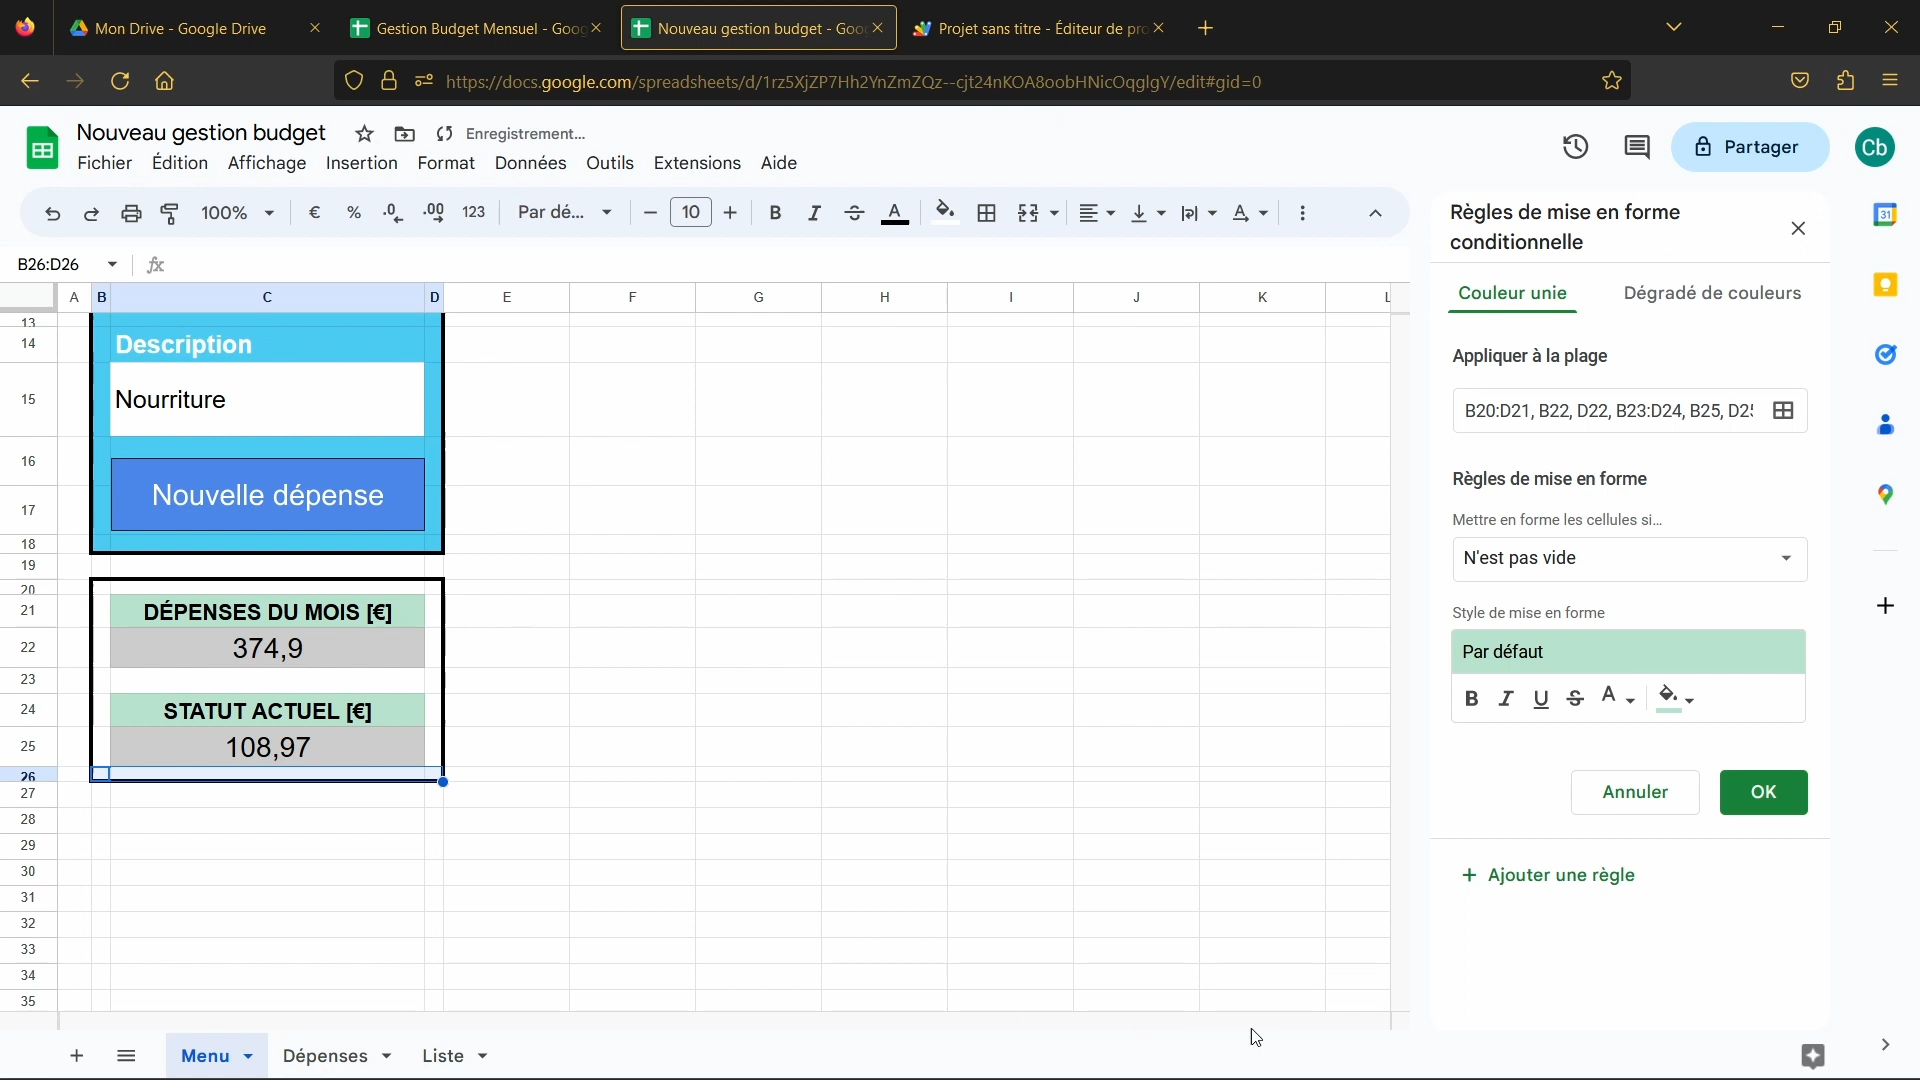 Mon Drive - Google Drive
Gestion Budget Mensuel - Goog
Nouveau gestion budget - Goo
Projet sans titre - Éditeur de pro
https://docs.google.com/spreadsheets/d/1rz5XjZP7Hh2YnZmZQz--cjt24nKOA8oobHNicOqglgY/edit#gid=0
Nouveau gestion budget
Enregistrement...
Fichier Édition Affichage Insertion Format Données Outils Extensions Aide
Partager
Cb
100% € % .0 .00 123 Par dé... 10 B I S A
B26:D26 fx
A B C D E F G H I J K L
13
14 Description
15 Nourriture
16
17 Nouvelle dépense
18
19
20
21 DÉPENSES DU MOIS [€]
22 374,9
23
24 STATUT ACTUEL [€]
25 108,97
26
27
28
29
30
31
32
33
34
35
Menu Dépenses Liste
Règles de mise en forme
conditionnelle
Couleur unie Dégradé de couleurs
Appliquer à la plage
B20:D21, B22, D22, B23:D24, B25, D25
Règles de mise en forme
Mettre en forme les cellules si...
N'est pas vide
Style de mise en forme
Par défaut
B I U S A
Annuler OK
+ Ajouter une règle
31